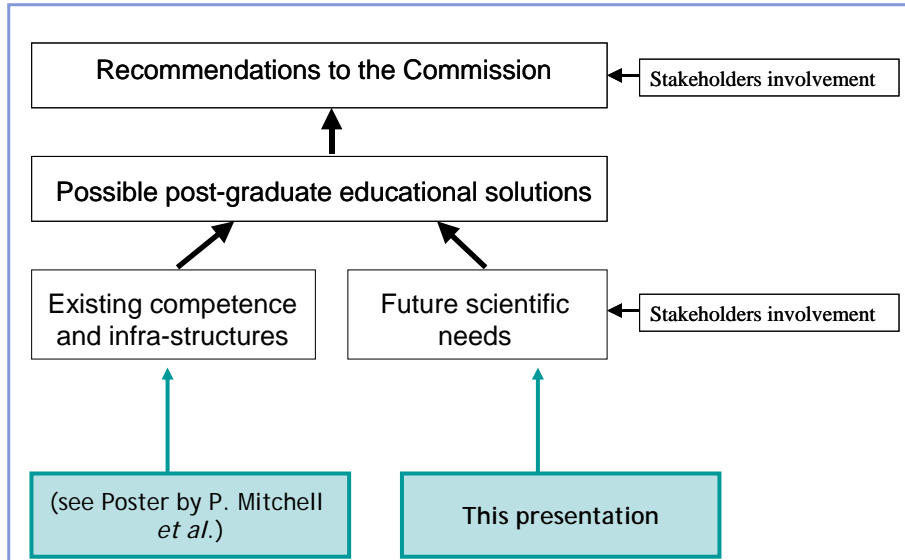 Recommendations to the Commission
Stakeholders involvement
Possible post-graduate educational solutions
Existing competence
and infra-structures
Future scientific
needs
Stakeholders involvement
(see Poster by P. Mitchell
et al.)
This presentation